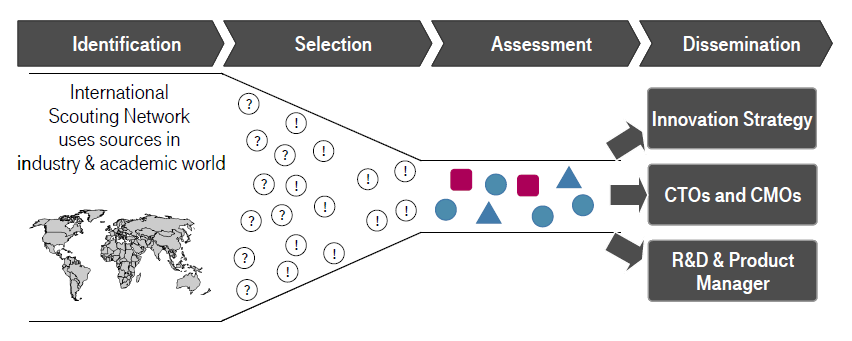 Identification
Selection
Assessment
Dissemination
International
Scouting Network
uses sources in
industry & academic world
?
!
?
?
!
!
!
?
!
!
?
?
!
!
!
?
!
!
!
?
Innovation Strategy
CTOs and CMOs
R&D & Product
Manager